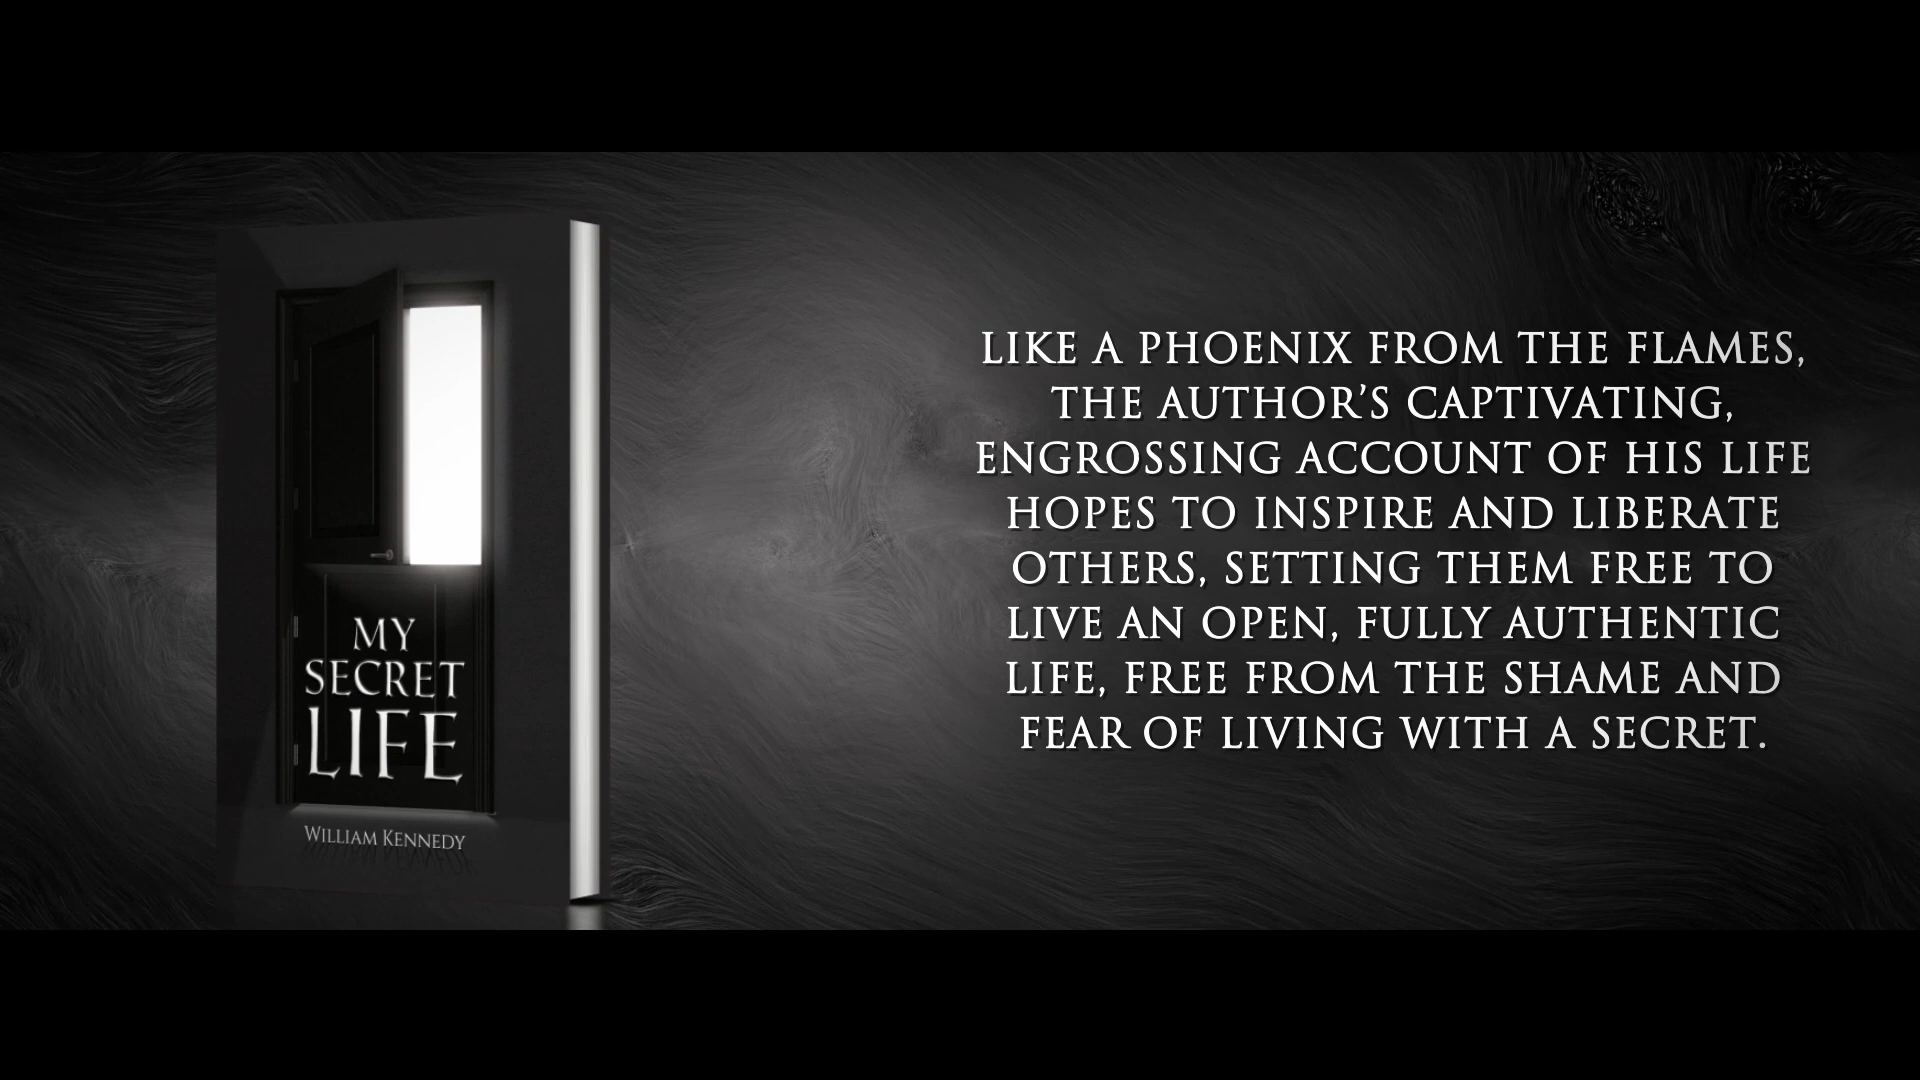 MY
SECRET
LIFE
WILLIAM KENNEDY
LIKE A PHOENIX FROM THE FLAMES,
THE AUTHOR’S CAPTIVATING,
ENGROSSING ACCOUNT OF HIS LIFE
HOPES TO INSPIRE AND LIBERATE
OTHERS, SETTING THEM FREE TO
LIVE AN OPEN, FULLY AUTHENTIC
LIFE, FREE FROM THE SHAME AND
FEAR OF LIVING WITH A SECRET.